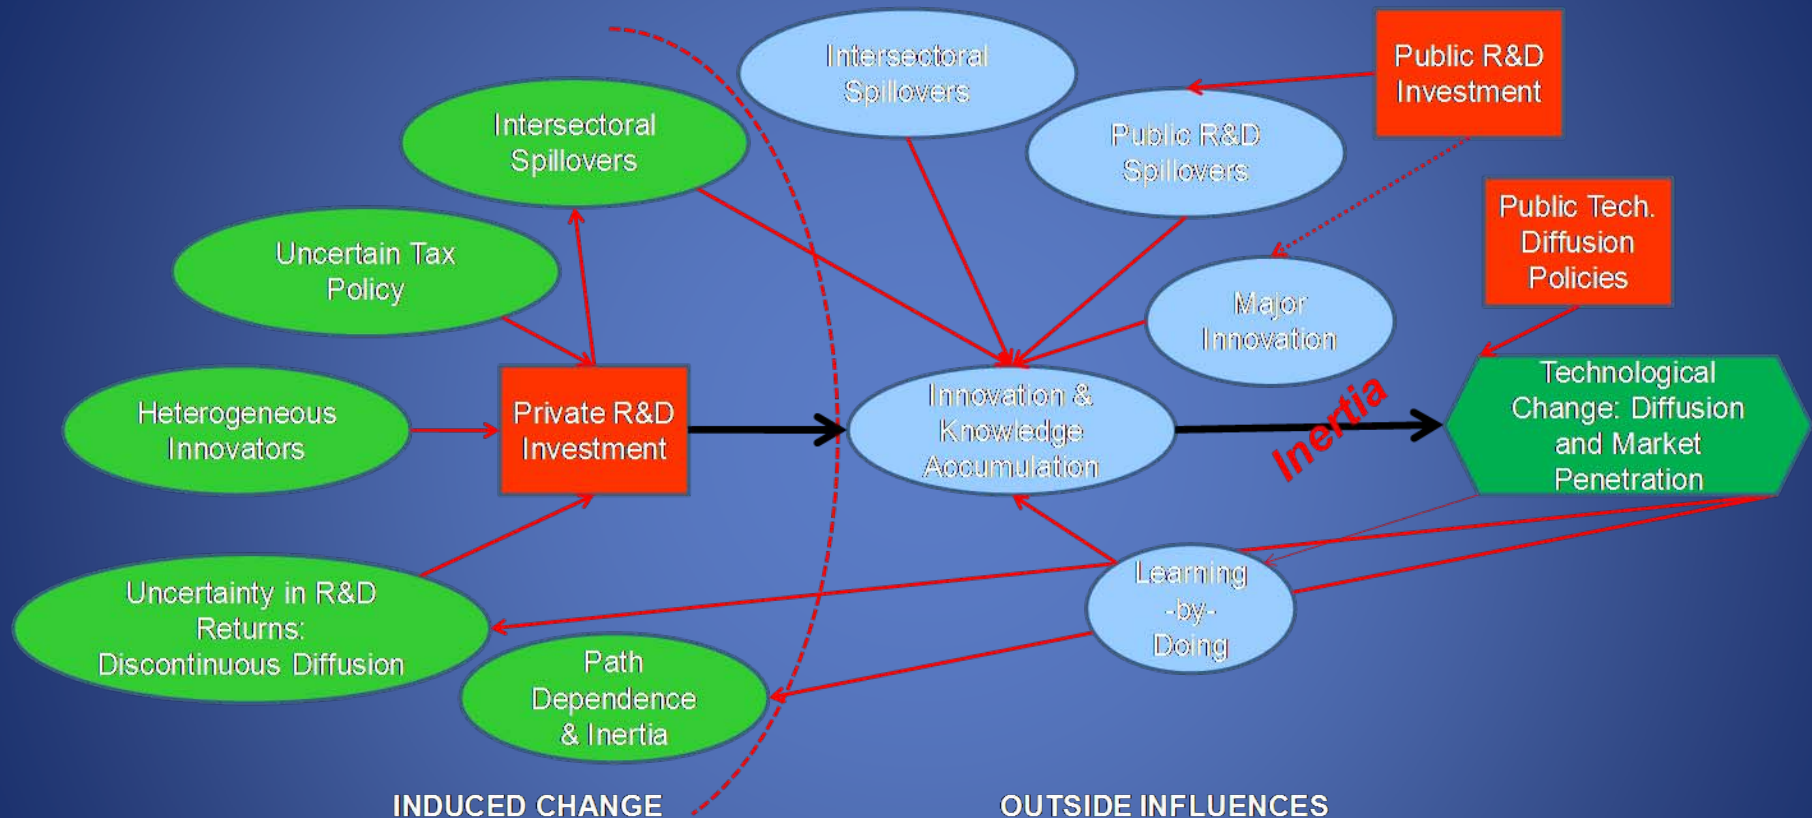 Intersectoral
Spillovers
Public R&D
Investment
Intersectoral
Spillovers
Public R&D
Spillovers
Public Tech.
Diffusion
Policies
Uncertain Tax
Policy
Major
Innovation
Heterogeneous
Innovators
Private R&D
Investment
Innovation &
Knowledge
Accumulation
Inertia
Technological
Change: Diffusion
and Market
Penetration
Uncertainty in R&D
Returns:
Discontinuous Diffusion
Learning
-by-
Doing
Path
Dependence
& Inertia
INDUCED CHANGE
OUTSIDE INFLUENCES